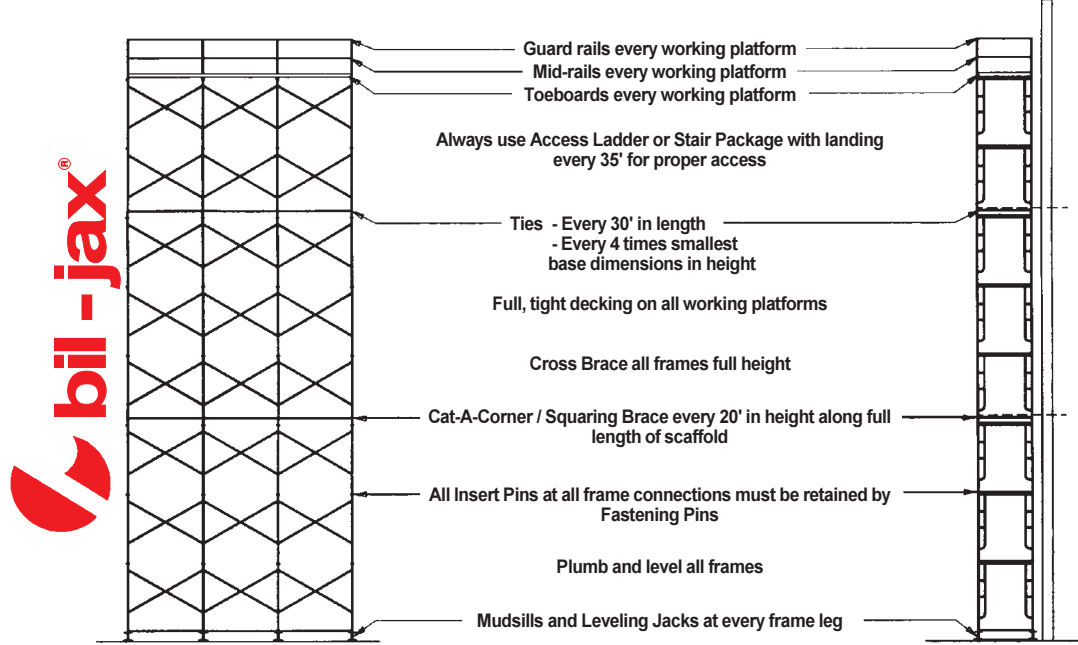 bil-jax®
Guard rails every working platform
Mid-rails every working platform
Toeboards every working platform
Always use Access Ladder or Stair Package with landing
every 35' for proper access
Ties - Every 30' in length
- Every 4 times smallest
base dimensions in height
Full, tight decking on all working platforms
Cross Brace all frames full height
Cat-A-Corner / Squaring Brace every 20' in height along full
length of scaffold
All Insert Pins at all frame connections must be retained by
Fastening Pins
Plumb and level all frames
Mudsills and Leveling Jacks at every frame leg